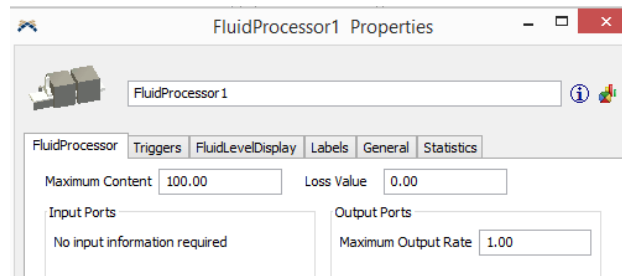 FluidProcessor1 Properties
FluidProcessor1
FluidProcessor Triggers FluidLevelDisplay Labels General Statistics
Maximum Content 100.00 Loss Value 0.00
Input Ports Output Ports
No input information required Maximum Output Rate 1.00